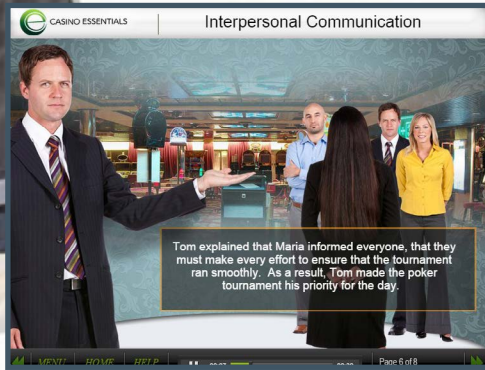 CASINO ESSENTIALS
Interpersonal Communication
Tom explained that Maria informed everyone, that they
must make every effort to ensure that the tournament
ran smoothly. As a result, Tom made the poker
tournament his priority for the day.
MENU HOME HELP Page 6 of 8